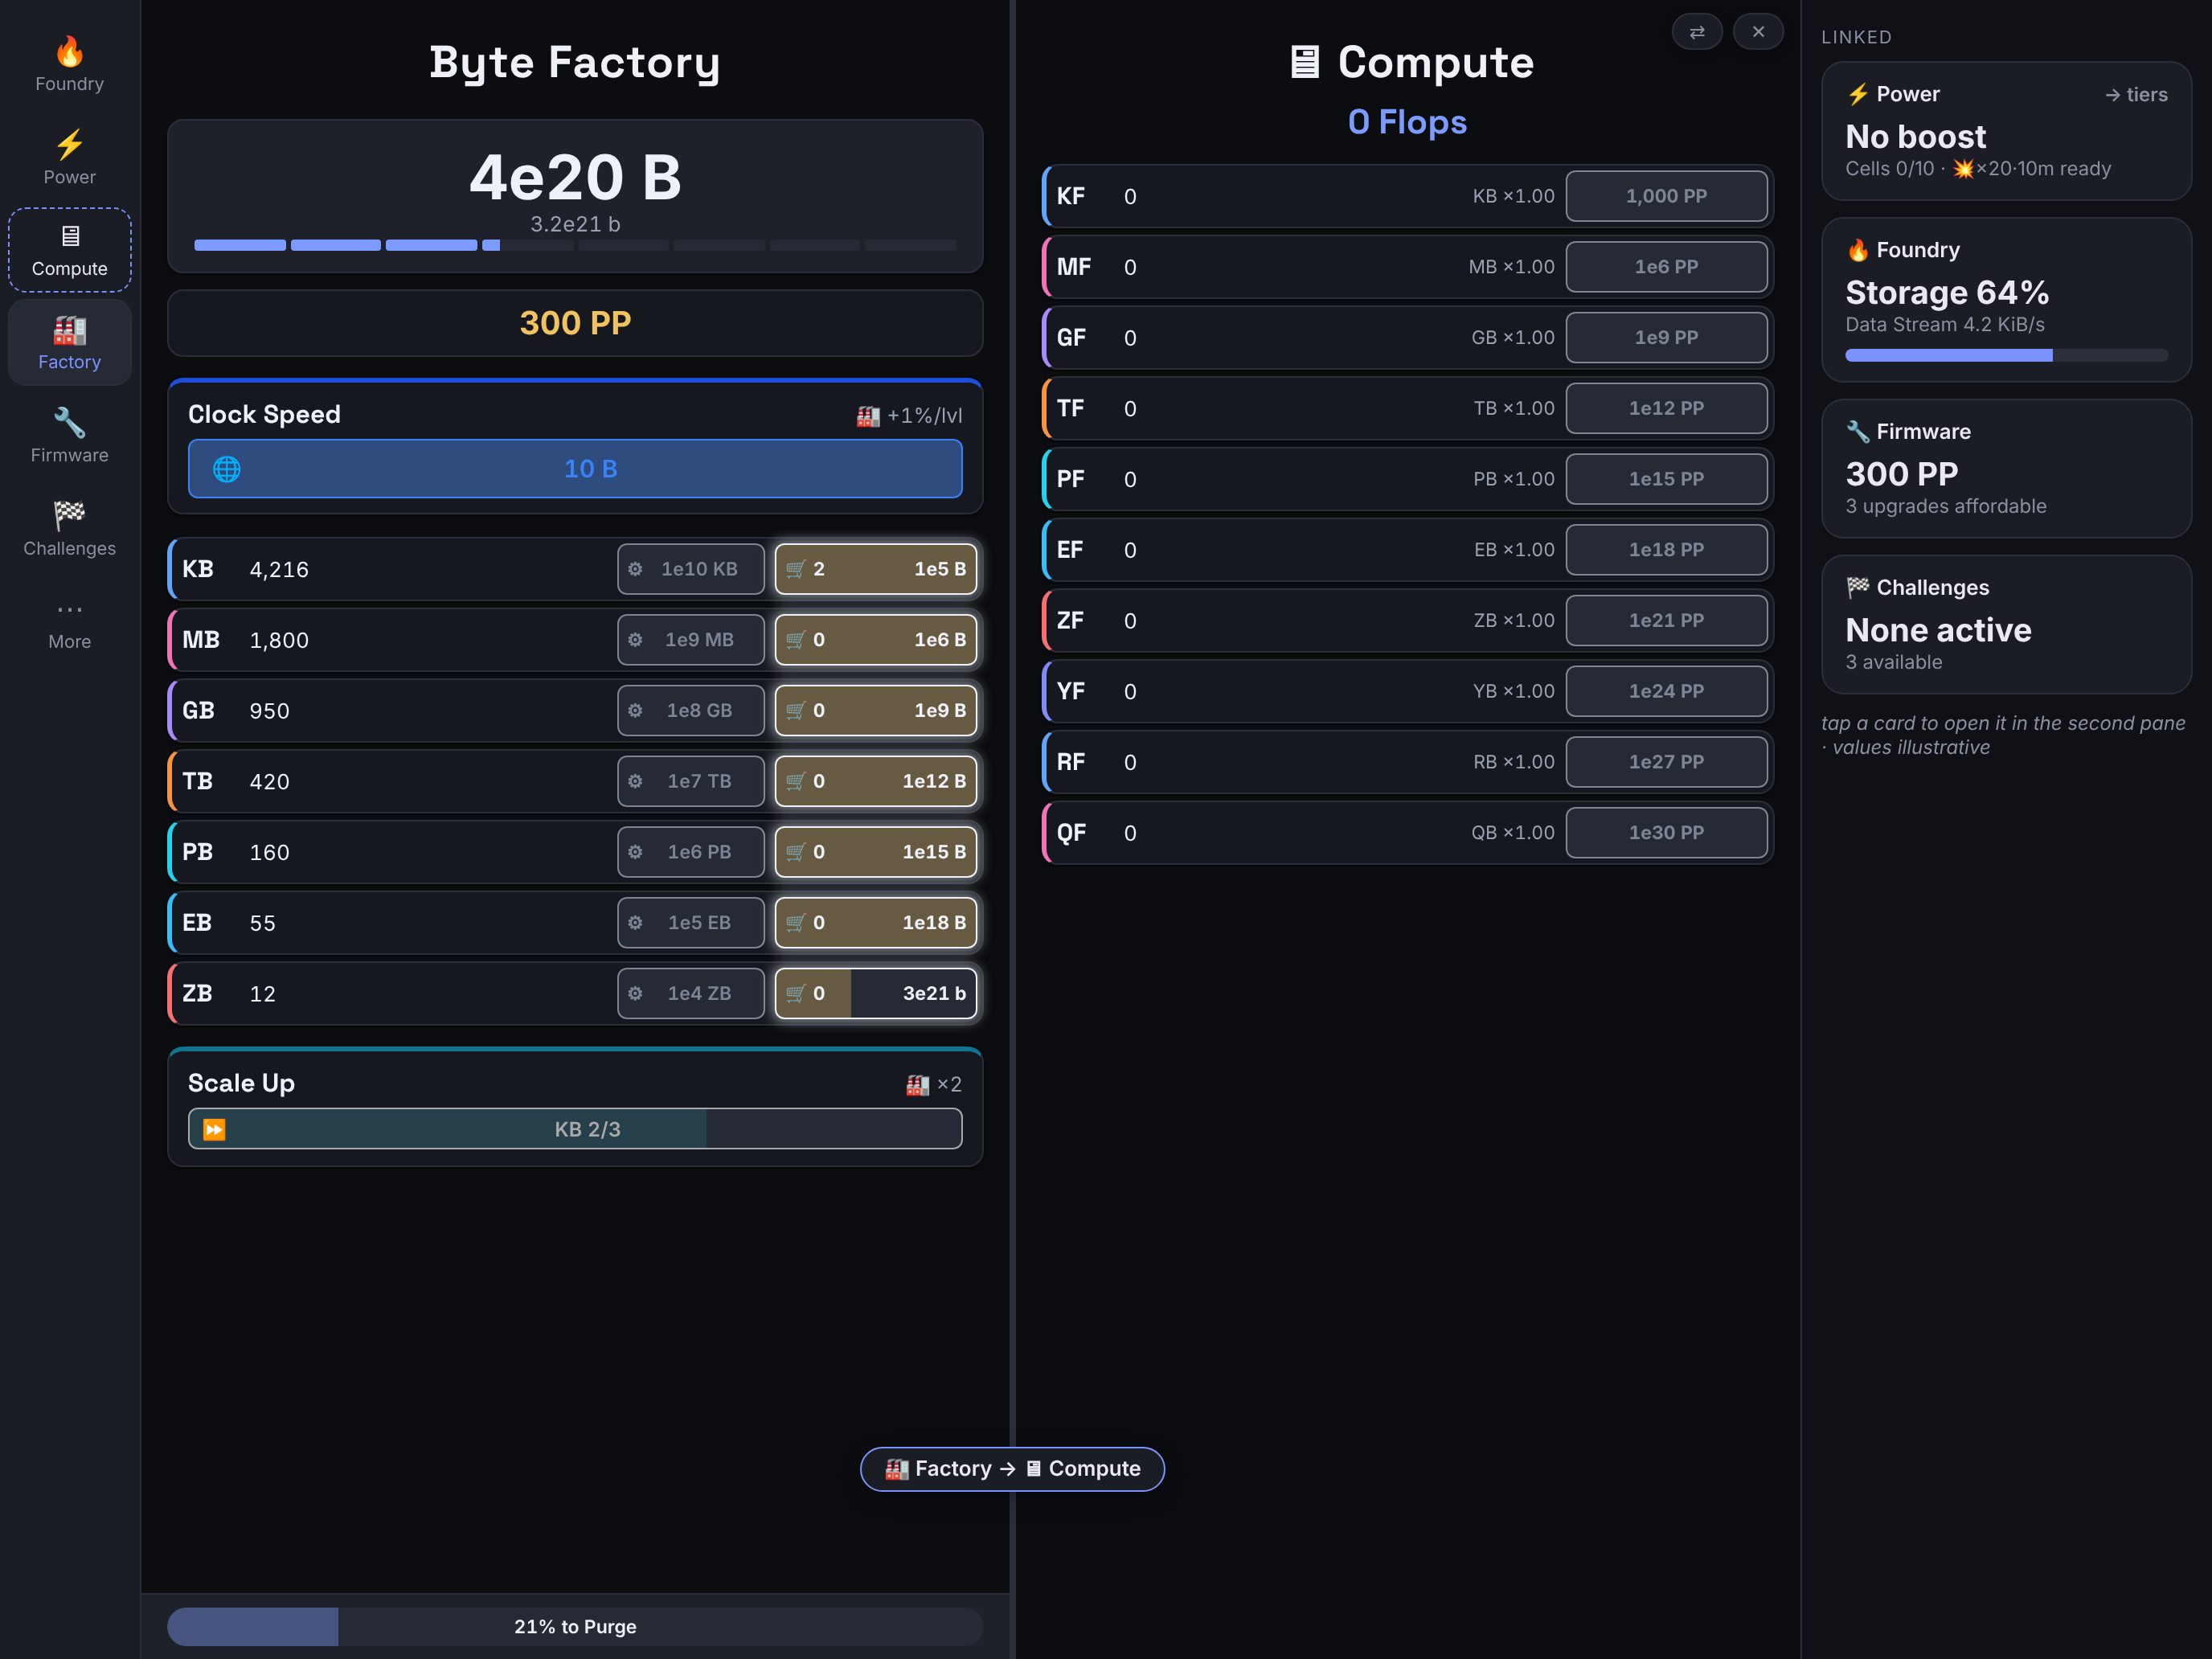 Foundry
Power
Compute
Factory
Firmware
Challenges
More
Byte Factory
4e20 B
3.2e21 b
300 PP
Clock Speed
+1%/lvl
10 B
KB 4,216 1e10 KB 2 1e5 B
MB 1,800 1e9 MB 0 1e6 B
GB 950 1e8 GB 0 1e9 B
TB 420 1e7 TB 0 1e12 B
PB 160 1e6 PB 0 1e15 B
EB 55 1e5 EB 0 1e18 B
ZB 12 1e4 ZB 0 3e21 b
Scale Up
×2
KB 2/3
21% to Purge
Factory → Compute
Compute
0 Flops
KF 0 KB ×1.00 1,000 PP
MF 0 MB ×1.00 1e6 PP
GF 0 GB ×1.00 1e9 PP
TF 0 TB ×1.00 1e12 PP
PF 0 PB ×1.00 1e15 PP
EF 0 EB ×1.00 1e18 PP
ZF 0 ZB ×1.00 1e21 PP
YF 0 YB ×1.00 1e24 PP
RF 0 RB ×1.00 1e27 PP
QF 0 QB ×1.00 1e30 PP
LINKED
Power → tiers
No boost
Cells 0/10 · 💥×20·10m ready
Foundry
Storage 64%
Data Stream 4.2 KiB/s
Firmware
300 PP
3 upgrades affordable
Challenges
None active
3 available
tap a card to open it in the second pane
· values illustrative